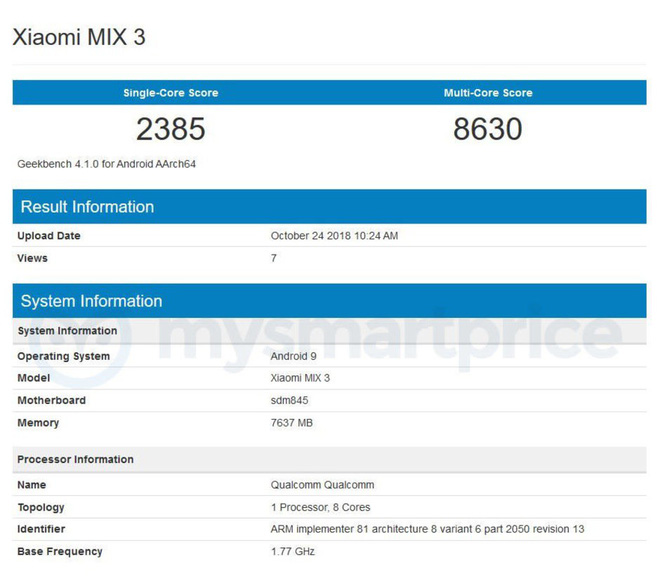 Xiaomi MIX 3
Single-Core Score Multi-Core Score
2385 8630
Geekbench 4.1.0 for Android AArch64
Result Information
Upload Date October 24 2018 10:24 AM
Views 7
System Information
mysmartprice
System Information
Operating System Android 9
Model Xiaomi MIX 3
Motherboard sdm845
Memory 7637 MB
Processor Information
Name Qualcomm Qualcomm
Topology 1 Processor, 8 Cores
Identifier ARM implementer 81 architecture 8 variant 6 part 2050 revision 13
Base Frequency 1.77 GHz